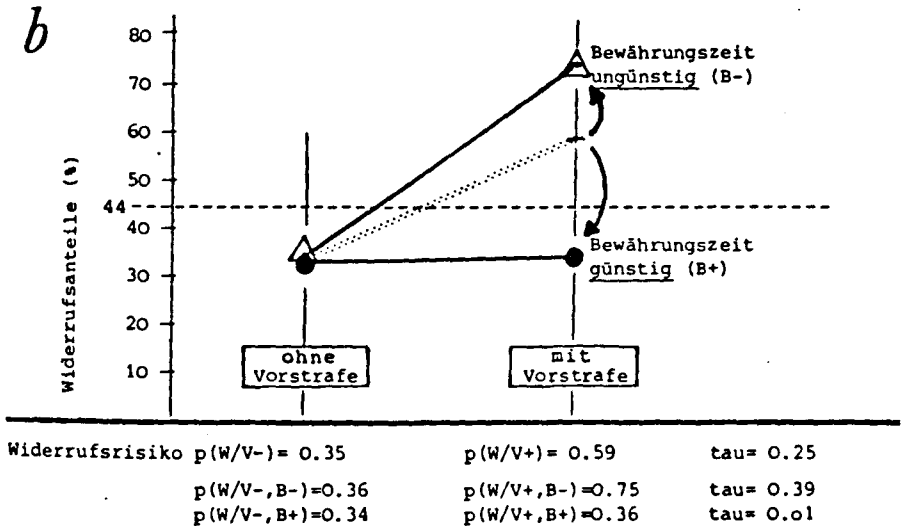 b
80
70
60
50
44
40
30
20
10
Widerrufsanteile (%)
Bewährungszeit
ungünstig (B-)
Bewährungszeit
günstig (B+)
ohne
Vorstrafe
mit
Vorstrafe
Widerrufsrisiko p(W/V-)= 0.35 p(W/V+)= 0.59 tau= 0.25
p(W/V-,B-)=0.36 p(W/V+,B-)=0.75 tau= 0.39
p(W/V-,B+)=0.34 p(W/V+,B+)=0.36 tau= 0.01